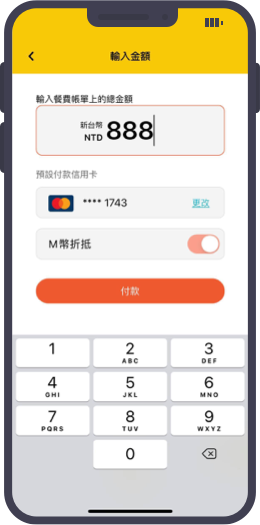 輸入金額
輸入餐費帳單上的總金額
新台幣
NTD 888
預設付款信用卡
**** 1743 更改
M幣折抵
付款
1 2 3
ABC DEF
4 5 6
GHI JKL MNO
7 8 9
PQRS TUV WXYZ
0